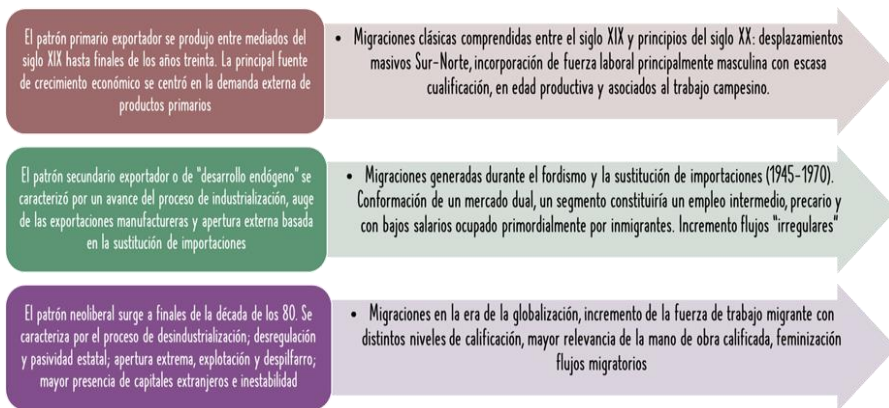 El patrón primario exportador se produjo entre mediados del
siglo XIX hasta finales de los años treinta. La principal fuente
de crecimiento económico se centró en la demanda externa de
productos primarios
• Migraciones clásicas comprendidas entre el siglo XIX y principios del siglo XX: desplazamientos
masivos Sur-Norte, incorporación de fuerza laboral principalmente masculina con escasa
cualificación, en edad productiva y asociados al trabajo campesino.
El patrón secundario exportador o de "desarrollo endógeno" se
caracterizó por un avance del proceso de industrialización, auge
de las exportaciones manufactureras y apertura externa basada
en la sustitución de importaciones
• Migraciones generadas durante el fordismo y la sustitución de importaciones (1945-1970).
Conformación de un mercado dual, un segmento constituiría un empleo intermedio, precario y
con bajos salarios ocupado primordialmente por inmigrantes. Incremento flujos "irregulares"
El patrón neoliberal surge a finales de la década de los 80. Se
caracteriza por el proceso de desindustrialización; desregulación
y pasividad estatal; apertura extrema, explotación y despilfarro;
mayor presencia de capitales extranjeros e inestabilidad
• Migraciones en la era de la globalización, incremento de la fuerza de trabajo migrante con
distintos niveles de calificación, mayor relevancia de la mano de obra calificada, feminización
flujos migratorios